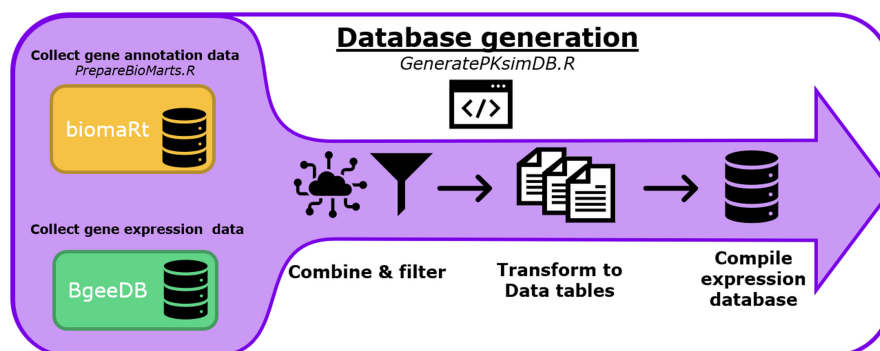 Database generation
GeneratePKsimDB.R
Collect gene annotation data
PrepareBioMarts.R
biomaRt
</>
Collect gene expression data
BgeeDB
Combine & filter
Transform to
Data tables
Compile
expression
database